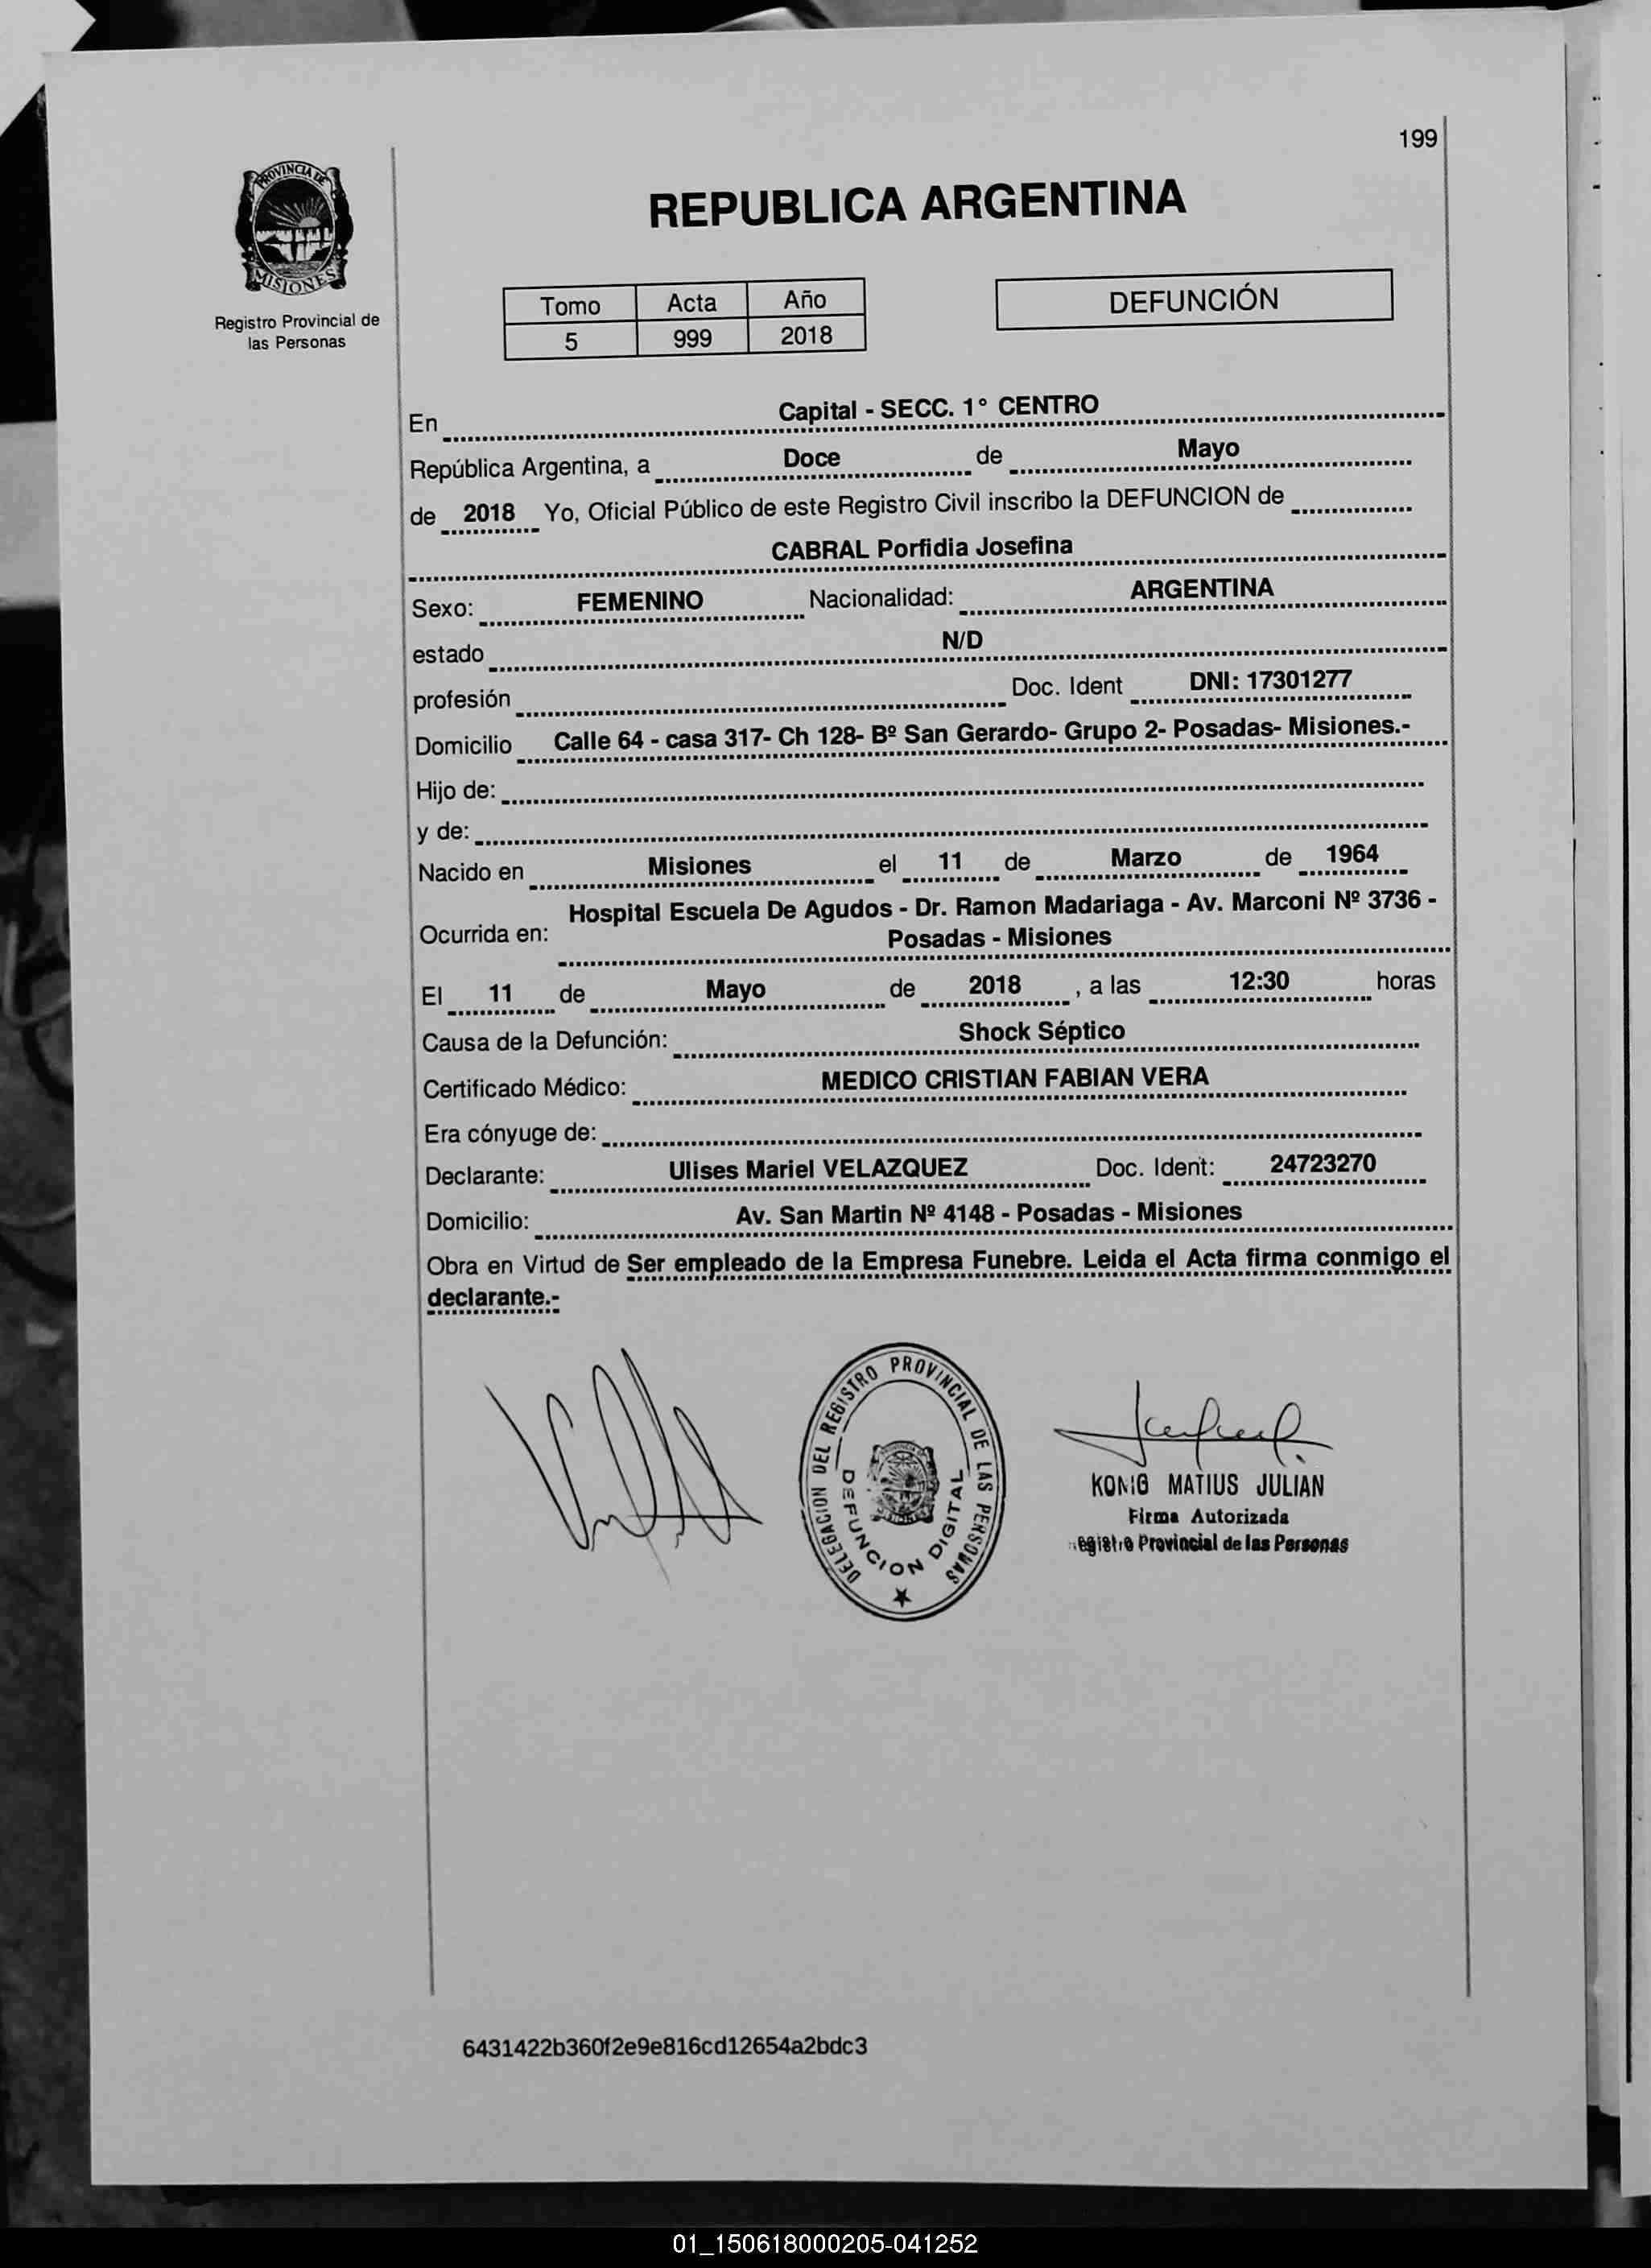 199
PROVINCIA DE
MISIONES
Registro Provincial de
las Personas
REPUBLICA ARGENTINA
Tomo Acta Año
5 999 2018
DEFUNCIÓN
En Capital - SECC. 1° CENTRO
República Argentina, a Doce de Mayo
de 2018 Yo, Oficial Público de este Registro Civil inscribo la DEFUNCION de
CABRAL Porfidia Josefina
Sexo: FEMENINO Nacionalidad: ARGENTINA
estado N/D
profesión Doc. Ident DNI: 17301277
Domicilio Calle 64 - casa 317- Ch 128- Bº San Gerardo- Grupo 2- Posadas- Misiones.-
Hijo de:
y de:
Nacido en Misiones el 11 de Marzo de 1964
Ocurrida en: Hospital Escuela De Agudos - Dr. Ramon Madariaga - Av. Marconi Nº 3736 -
Posadas - Misiones
El 11 de Mayo de 2018 , a las 12:30 horas
Causa de la Defunción: Shock Séptico
Certificado Médico: MEDICO CRISTIAN FABIAN VERA
Era cónyuge de:
Declarante: Ulises Mariel VELAZQUEZ Doc. Ident: 24723270
Domicilio: Av. San Martin Nº 4148 - Posadas - Misiones
Obra en Virtud de Ser empleado de la Empresa Funebre. Leida el Acta firma conmigo el
declarante.-
DELEGACION DEL REGISTRO PROVINCIAL DE LAS PERSONAS
DEFUNCION DIGITAL
KONIG MATIUS JULIAN
Firma Autorizada
egistro Provincial de las Personas
6431422b360f2e9e816cd12654a2bdc3
01_150618000205-041252